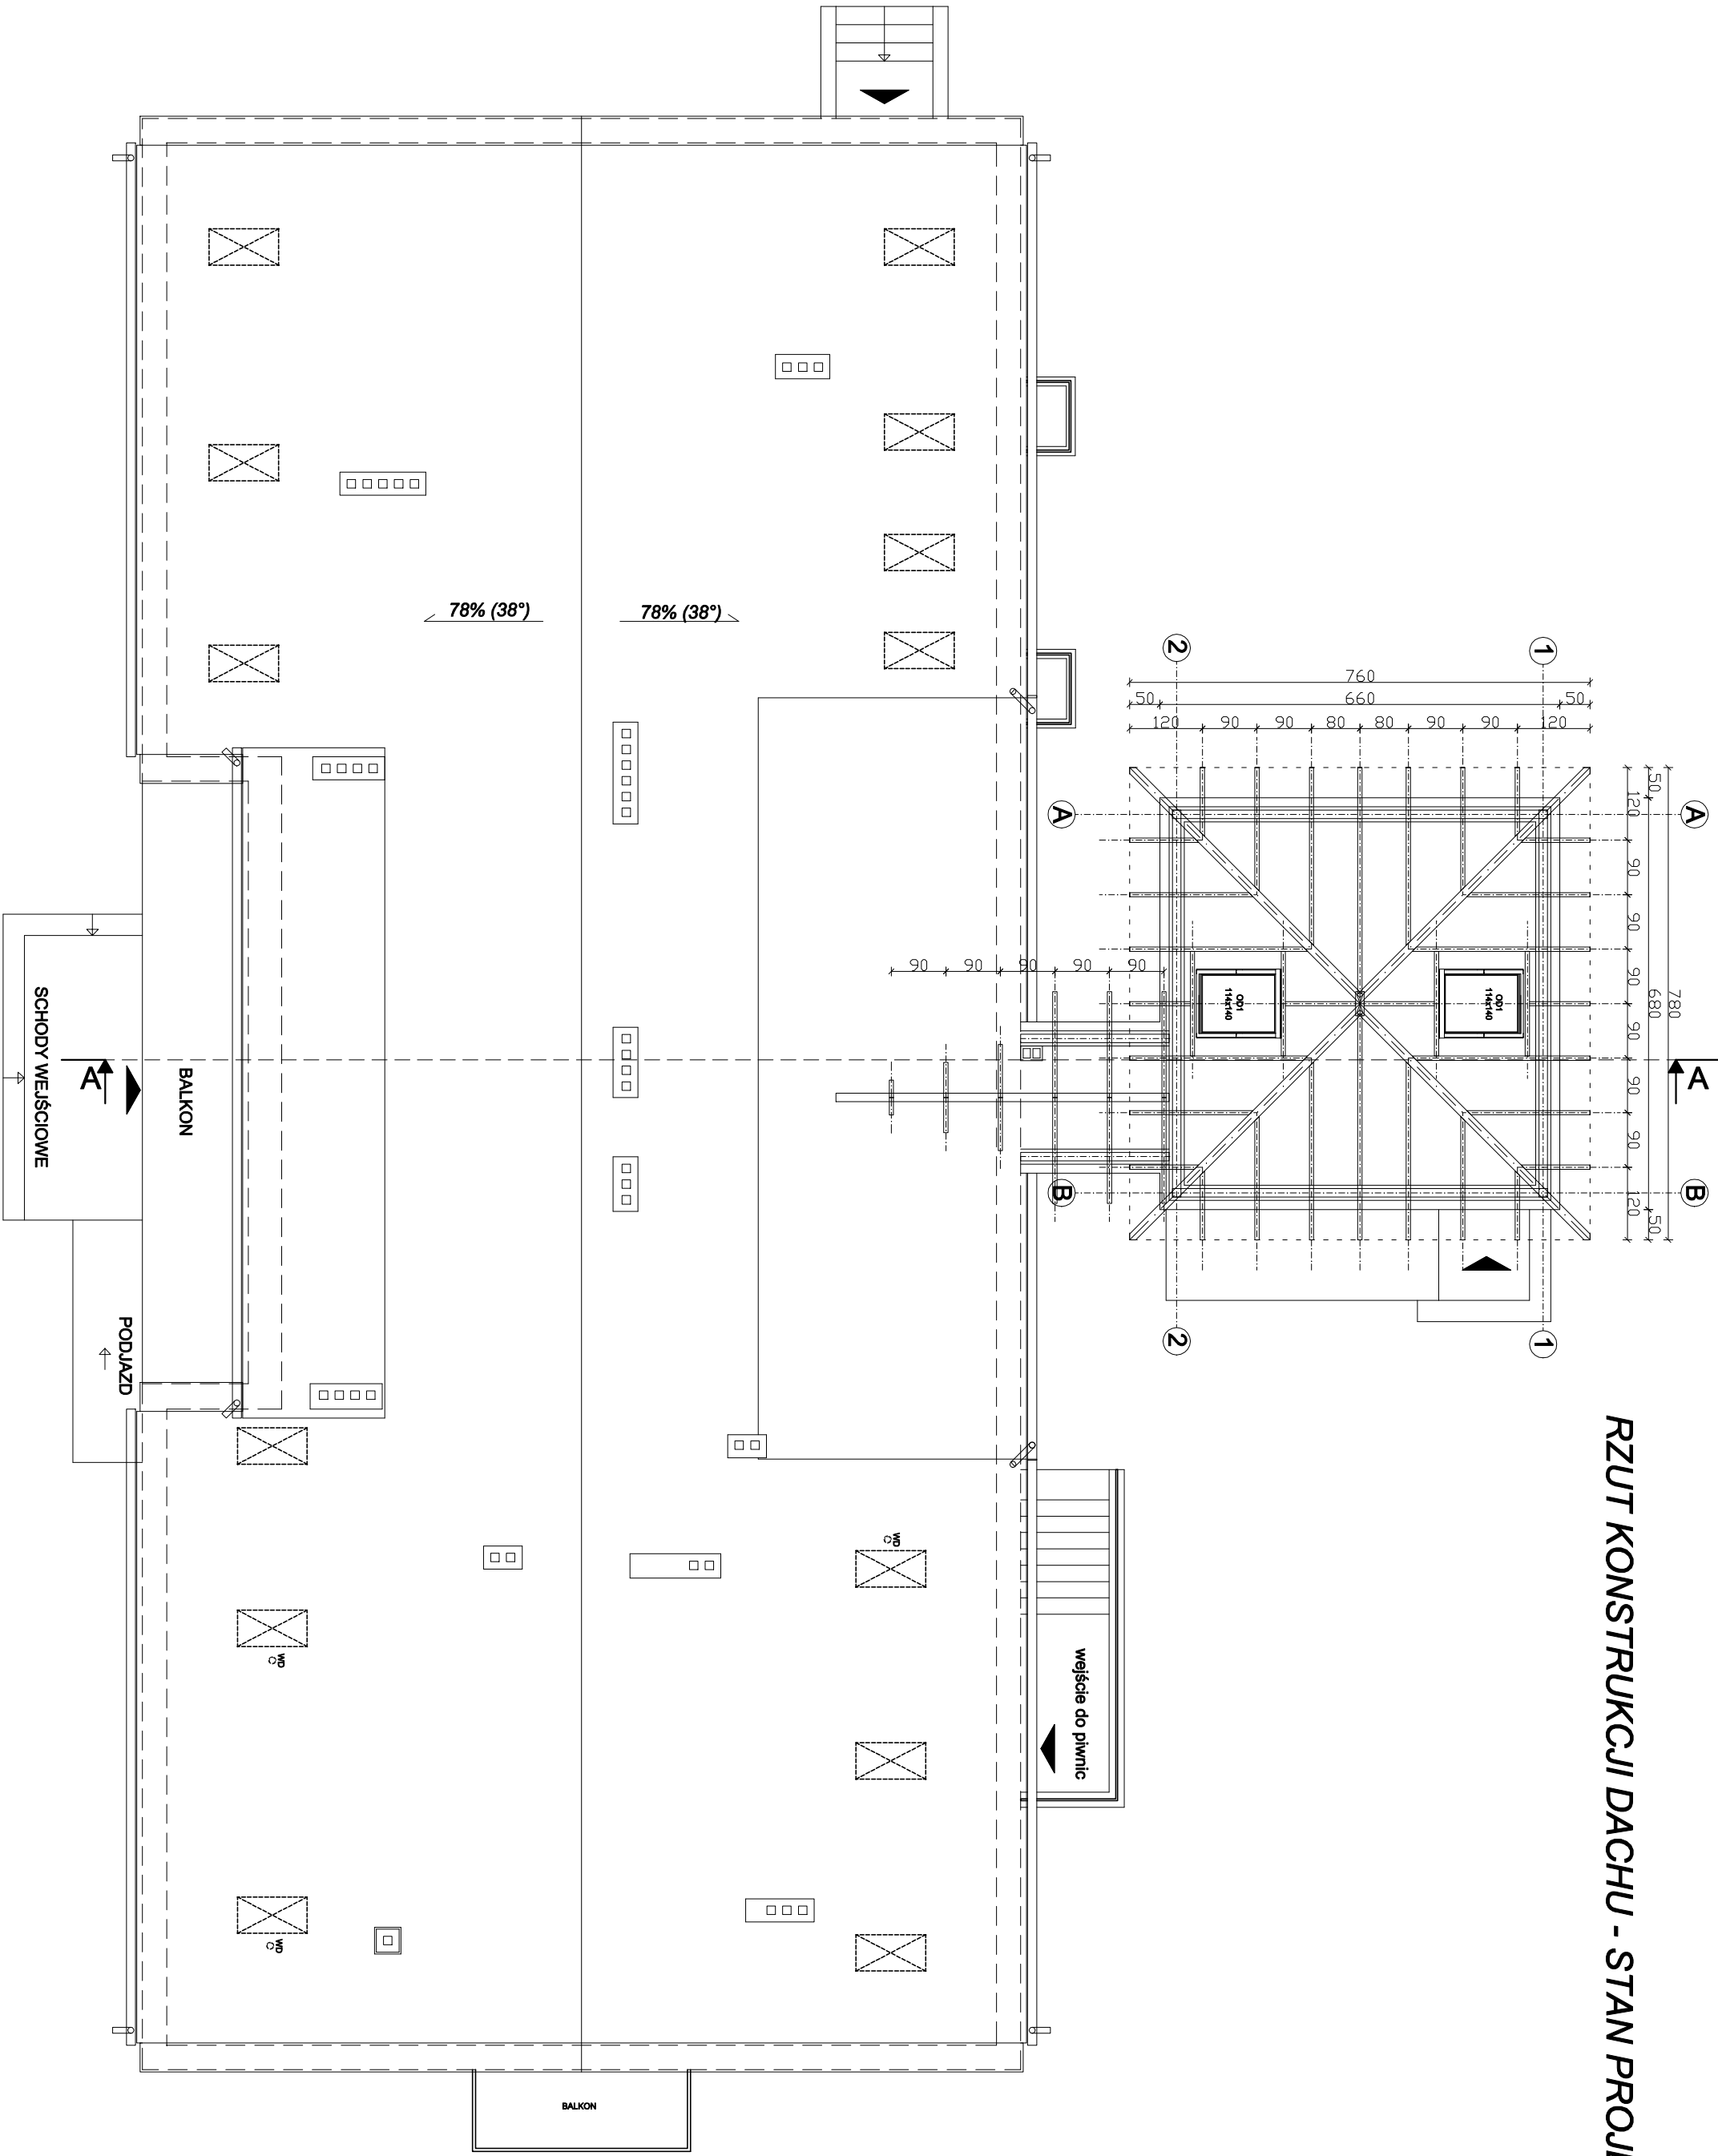 RZUT KONSTRUKCJI DACHU - STAN PROJ
2
1
760
50
660
50
120
90
90
80
80
90
90
120
A
A
50
120
90
90
90
90
90
90
120
50
680
780
OD1
114x140
OD1
114x140
90
90
90
90
90
A
A
B
B
2
1
78% (38°)
78% (38°)
BALKON
SCHODY WEJŚCIOWE
PODJAZD
WD
WD
WD
wejście do piwnic
BALKON